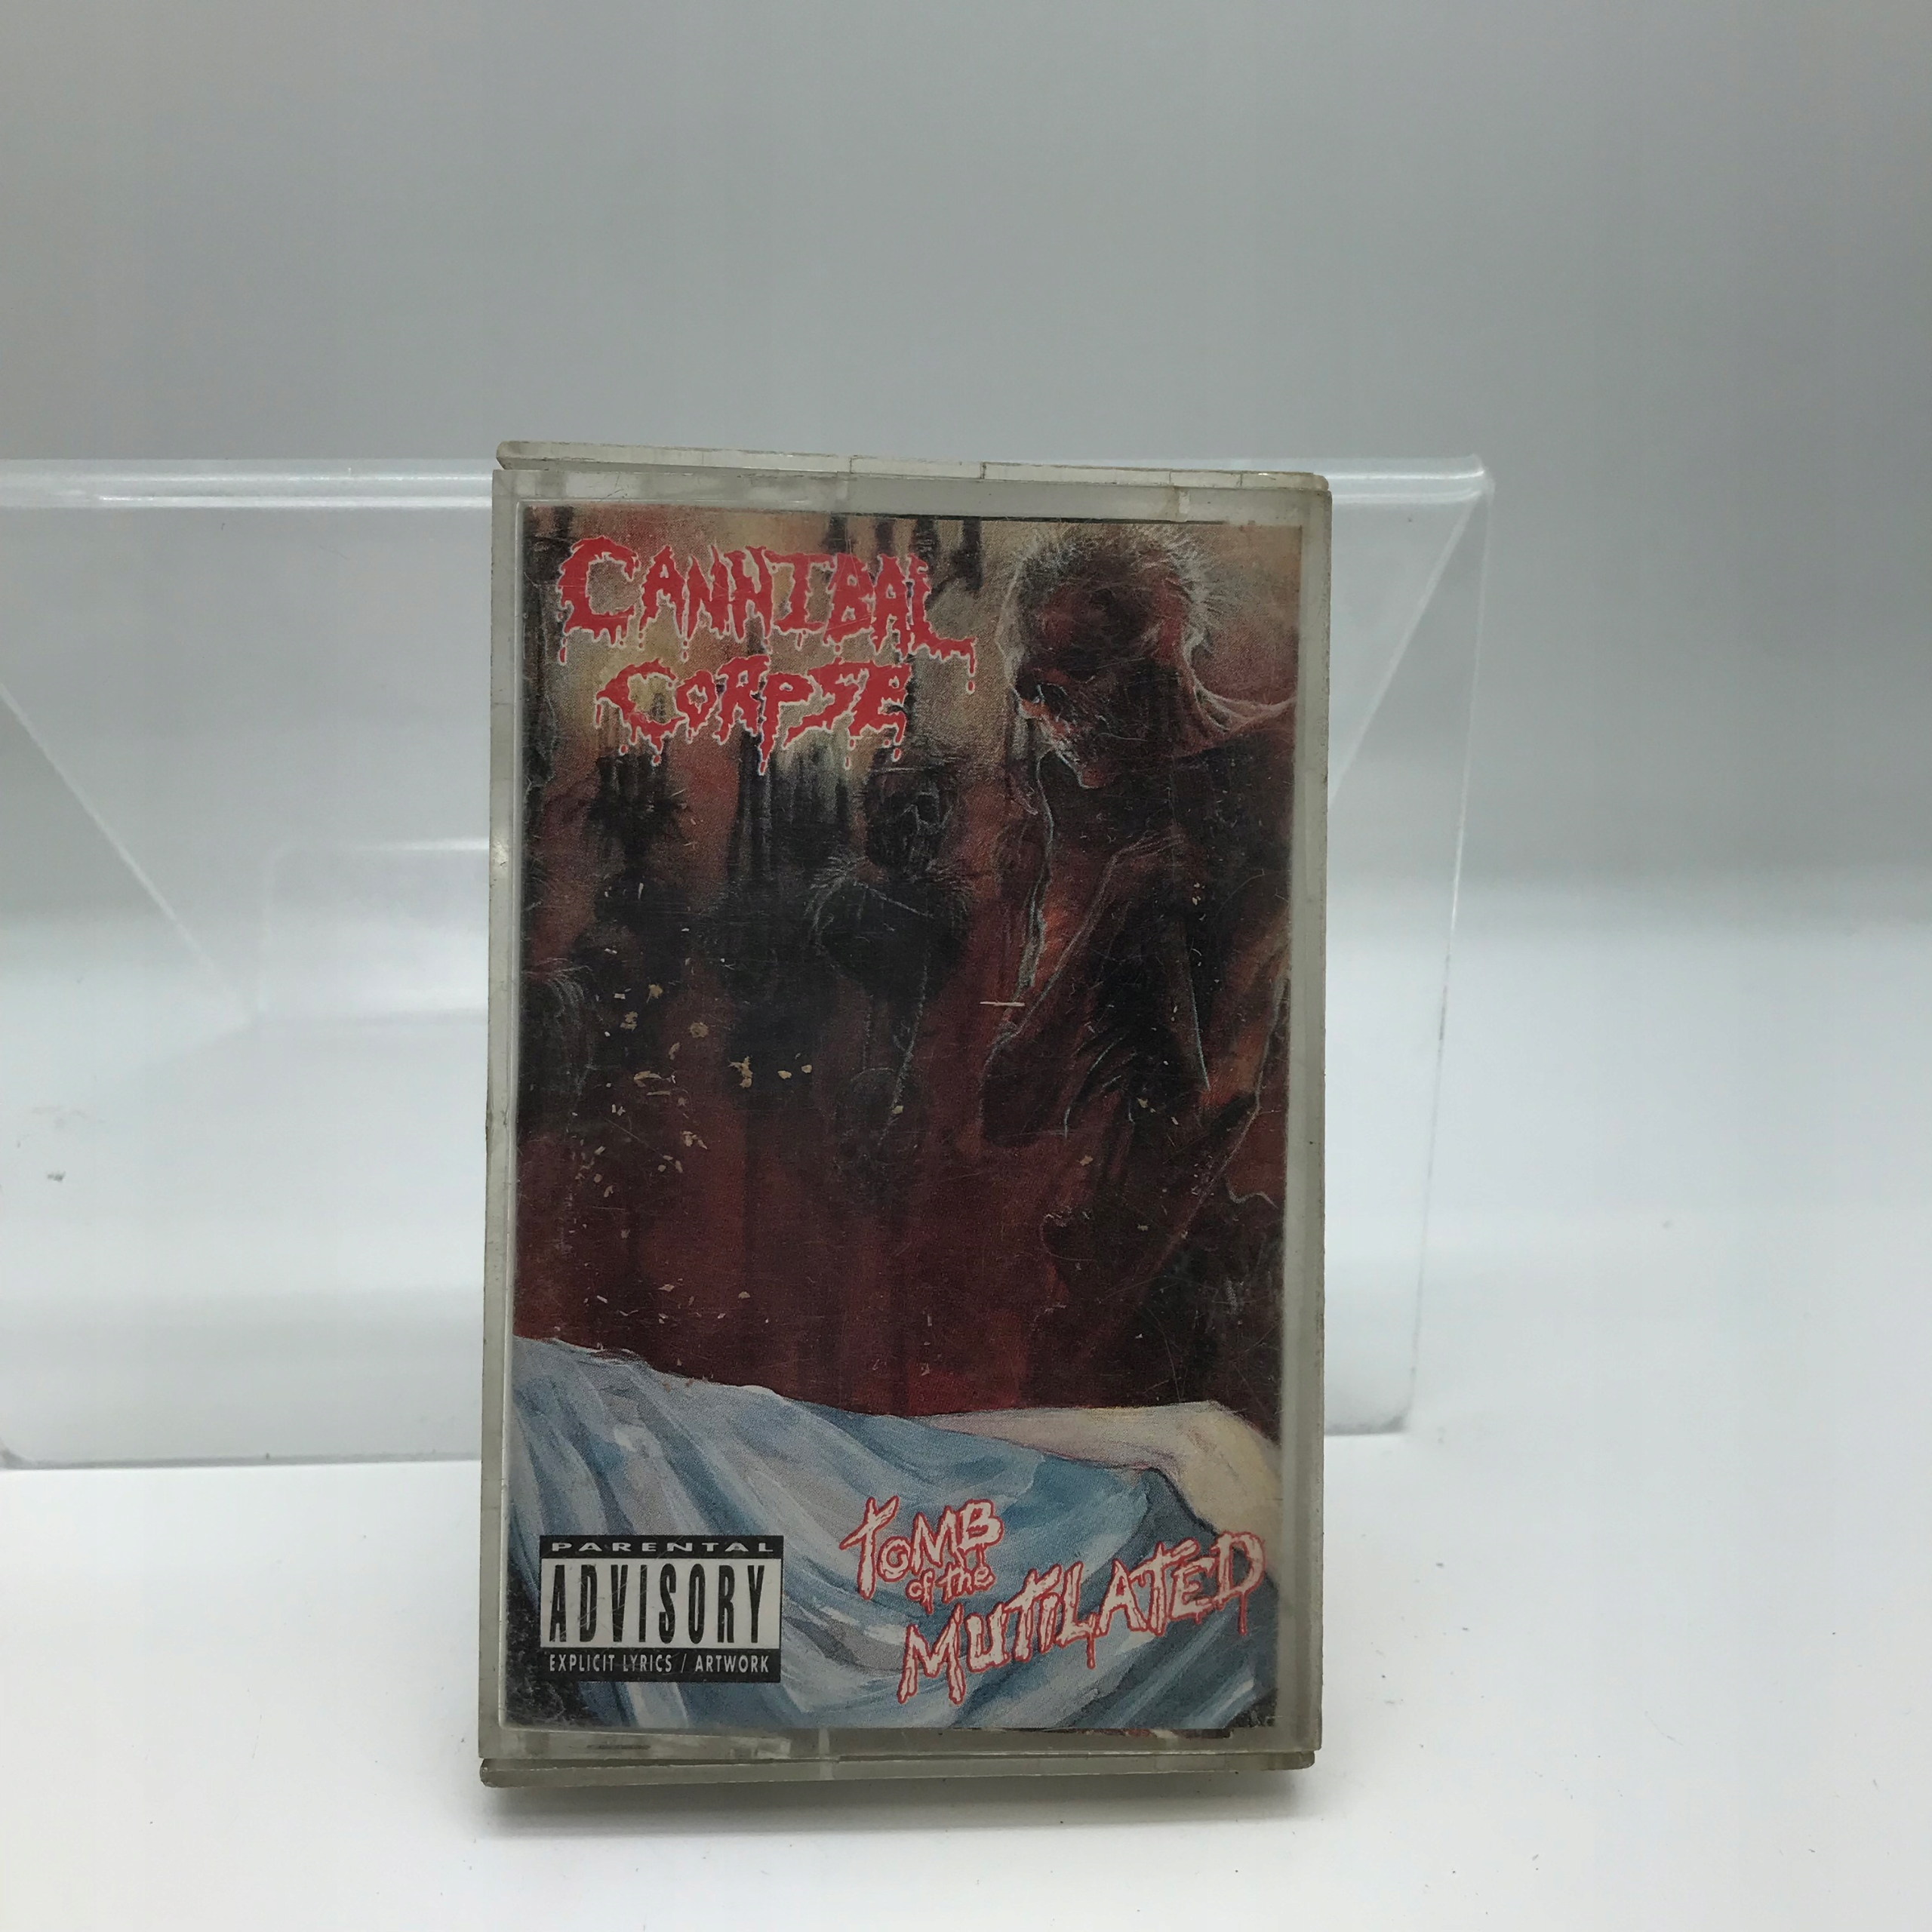 CANNIBAL
CORPSE
PARENTAL
ADVISORY
EXPLICIT LYRICS / ARTWORK
TOMB
of the
MUTILATED